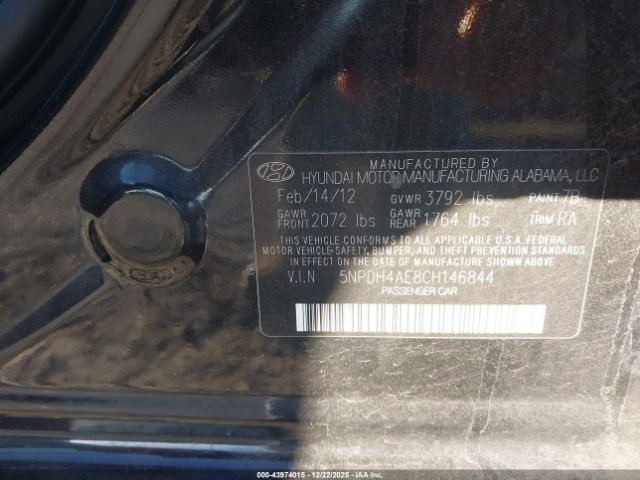 MANUFACTURED BY
HYUNDAI MOTOR MANUFACTURING ALABAMA, LLC
Feb/14/12 GVWR 3792 lbs PAINT 7B
GAWR FRONT 2072 lbs GAWR REAR 1764 lbs TRIM RA
THIS VEHICLE CONFORMS TO ALL APPLICABLE U.S.A. FEDERAL
MOTOR VEHICLE SAFETY, BUMPER, AND THEFT PREVENTION STANDARDS
IN EFFECT ON THE DATE OF MANUFACTURE SHOWN ABOVE.
V.I.N 5NPDH4AE8CH146844
PASSENGER CAR
000-43974015 - 12/22/2025 - IAAI.COM